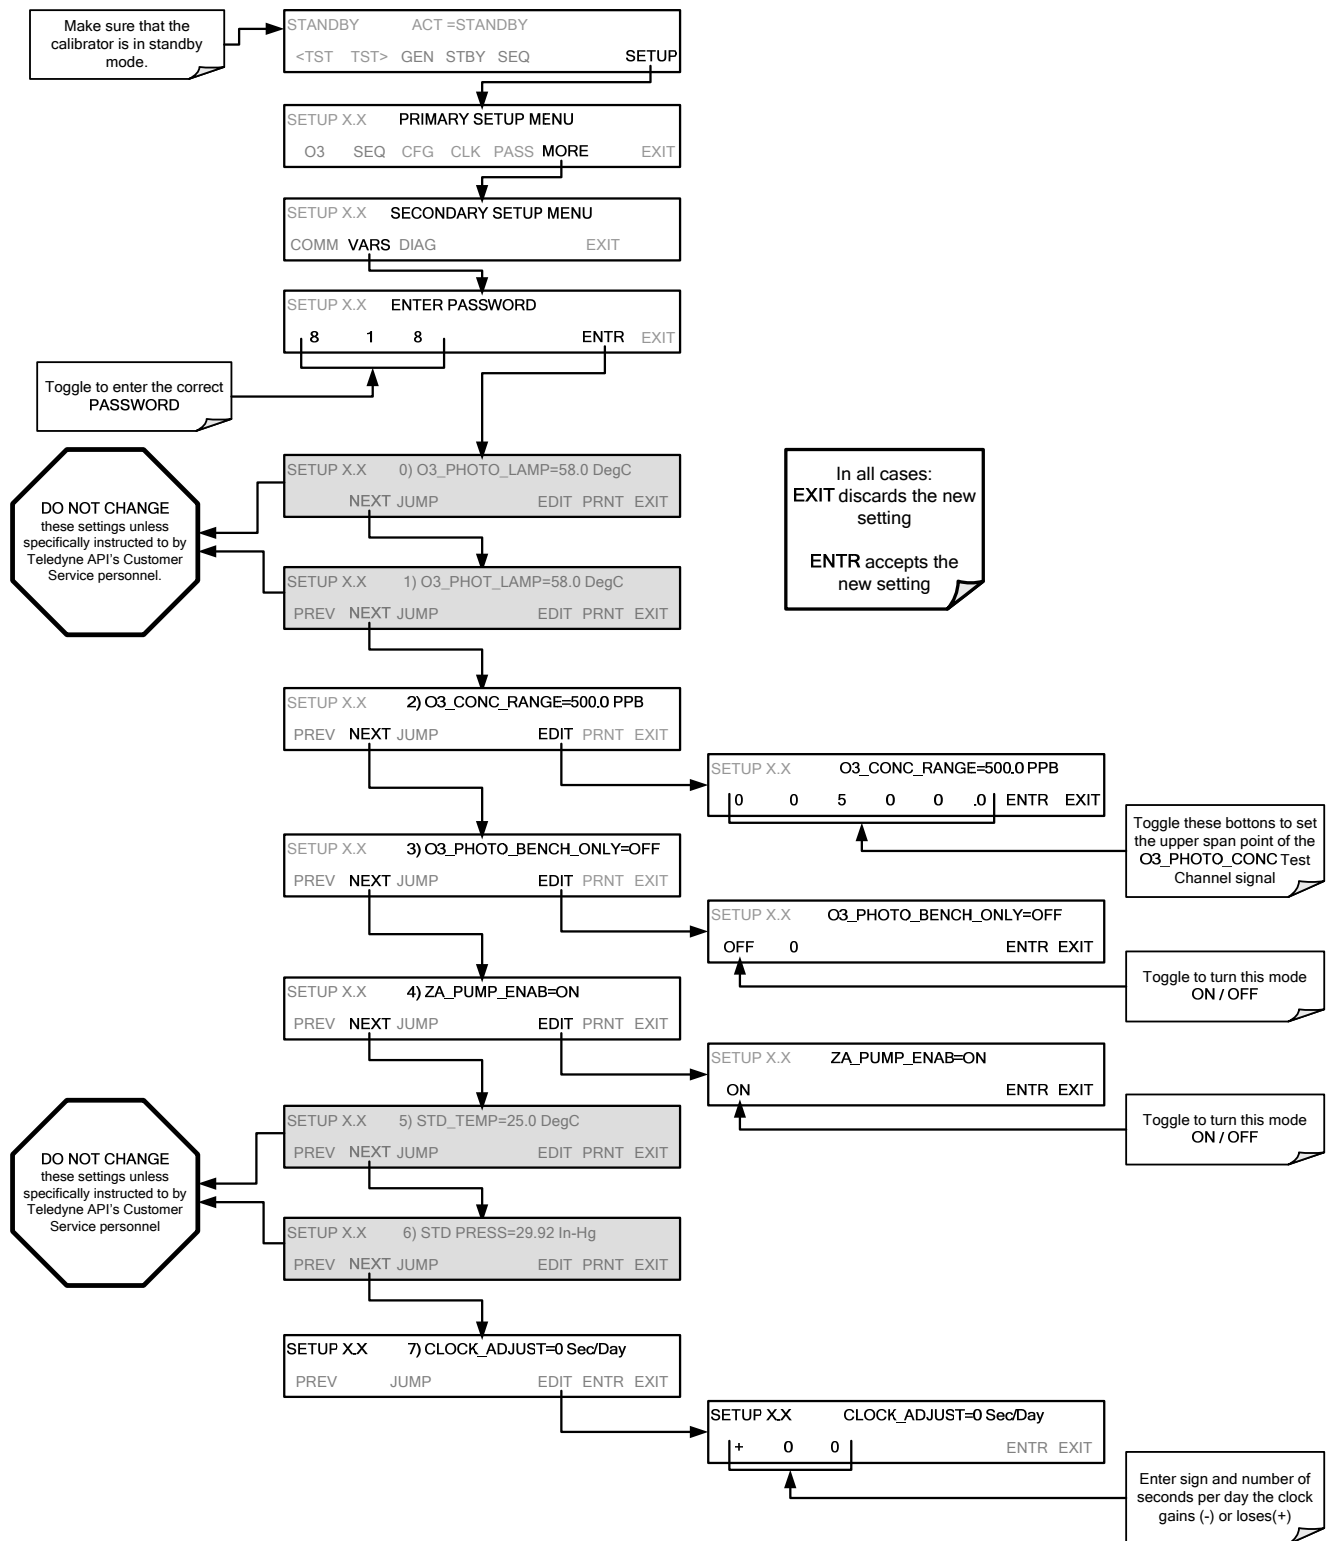 Make sure that the
calibrator is in standby
mode.
STANDBY ACT =STANDBY
<TST TST> GEN STBY SEQ SETUP
SETUP X.X PRIMARY SETUP MENU
O3 SEQ CFG CLK PASS MORE EXIT
SETUP X.X SECONDARY SETUP MENU
COMM VARS DIAG EXIT
SETUP X.X ENTER PASSWORD
8 1 8 ENTR EXIT
Toggle to enter the correct
PASSWORD
DO NOT CHANGE
these settings unless
specifically instructed to by
Teledyne API's Customer
Service personnel.
SETUP X.X 0) O3_PHOTO_LAMP=58.0 DegC
NEXT JUMP EDIT PRNT EXIT
SETUP X.X 1) O3_PHOT_LAMP=58.0 DegC
PREV NEXT JUMP EDIT PRNT EXIT
In all cases:
EXIT discards the new
setting
ENTR accepts the
new setting
SETUP X.X 2) O3_CONC_RANGE=500.0 PPB
PREV NEXT JUMP EDIT PRNT EXIT
SETUP X.X O3_CONC_RANGE=500.0 PPB
0 0 5 0 0 .0 ENTR EXIT
Toggle these bottons to set
the upper span point of the
O3_PHOTO_CONC Test
Channel signal
SETUP X.X 3) O3_PHOTO_BENCH_ONLY=OFF
PREV NEXT JUMP EDIT PRNT EXIT
SETUP X.X O3_PHOTO_BENCH_ONLY=OFF
OFF 0 ENTR EXIT
Toggle to turn this mode
ON / OFF
SETUP X.X 4) ZA_PUMP_ENAB=ON
PREV NEXT JUMP EDIT PRNT EXIT
SETUP X.X ZA_PUMP_ENAB=ON
ON ENTR EXIT
Toggle to turn this mode
ON / OFF
DO NOT CHANGE
these settings unless
specifically instructed to by
Teledyne API's Customer
Service personnel
SETUP X.X 5) STD_TEMP=25.0 DegC
PREV NEXT JUMP EDIT PRNT EXIT
SETUP X.X 6) STD PRESS=29.92 In-Hg
PREV NEXT JUMP EDIT PRNT EXIT
SETUP X.X 7) CLOCK_ADJUST=0 Sec/Day
PREV JUMP EDIT ENTR EXIT
SETUP X.X CLOCK_ADJUST=0 Sec/Day
+ 0 0 ENTR EXIT
Enter sign and number of
seconds per day the clock
gains (-) or loses(+)